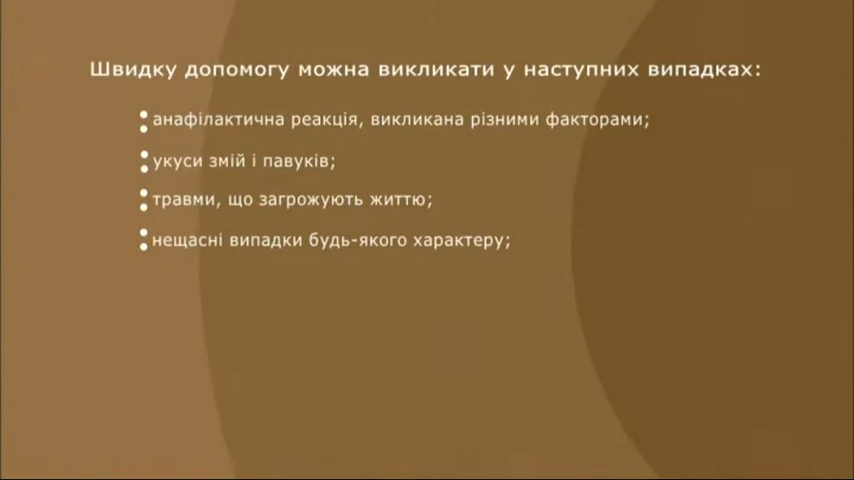 Швидку допомогу можна викликати у наступних випадках:
анафілактична реакція, викликана різними факторами;
укуси змій і павуків;
травми, що загрожують життю;
нещасні випадки будь-якого характеру;